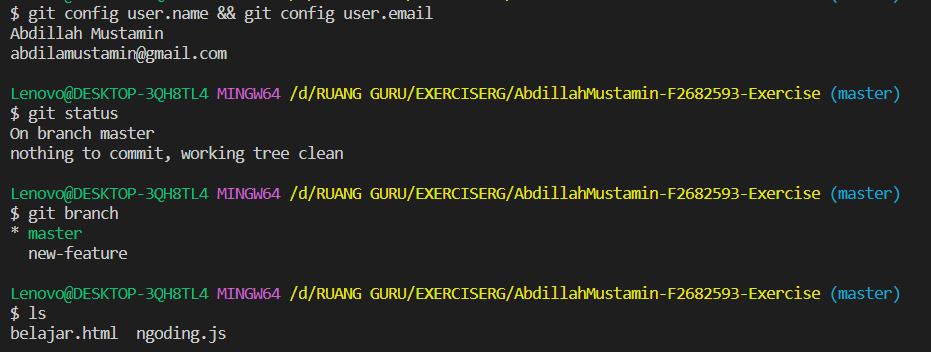 $ git config user.name && git config user.email
Abdillah Mustamin
abdilamustamin@gmail.com
Lenovo@DESKTOP-3QH8TL4 MINGW64 /d/RUANG GURU/EXERCISERG/AbdillahMustamin-F2682593-Exercise (master)
$ git status
On branch master
nothing to commit, working tree clean
Lenovo@DESKTOP-3QH8TL4 MINGW64 /d/RUANG GURU/EXERCISERG/AbdillahMustamin-F2682593-Exercise (master)
$ git branch
* master
  new-feature
Lenovo@DESKTOP-3QH8TL4 MINGW64 /d/RUANG GURU/EXERCISERG/AbdillahMustamin-F2682593-Exercise (master)
$ ls
belajar.html  ngoding.js